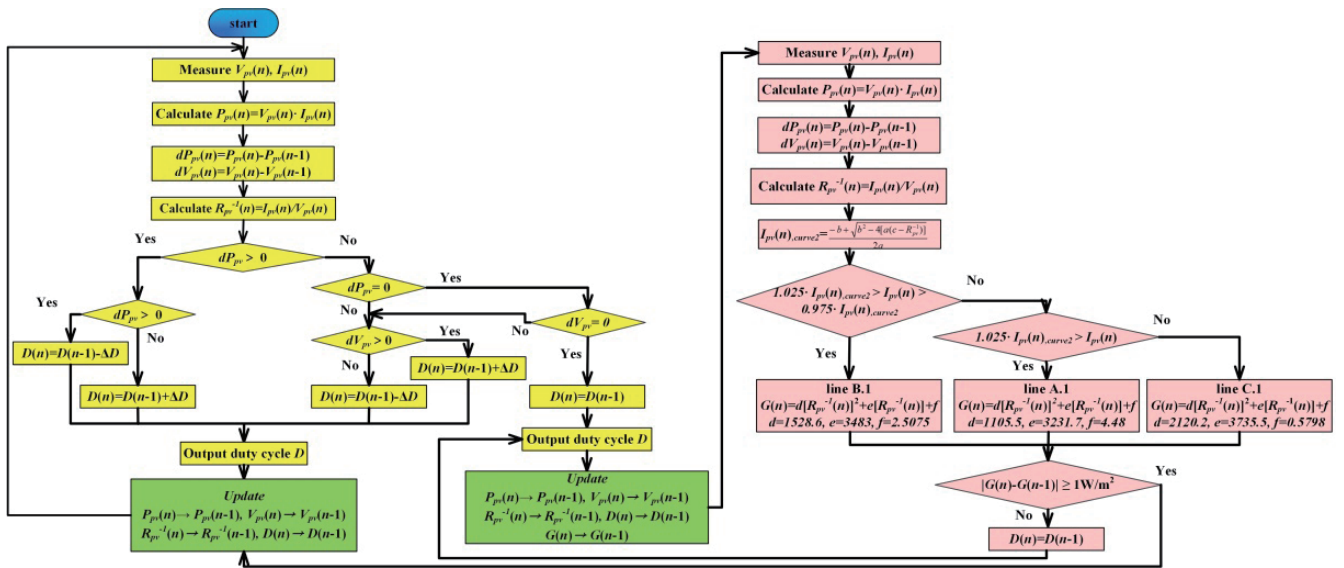 start
Measure Vpv(n), Ipv(n)
Calculate Ppv(n)=Vpv(n)· Ipv(n)
dPpv(n)=Ppv(n)-Ppv(n-1)
dVpv(n)=Vpv(n)-Vpv(n-1)
Calculate Rpv⁻¹(n)=Ipv(n)/Vpv(n)
Yes
No
dPpv > 0
Yes
dPpv > 0
No
D(n)=D(n-1)-ΔD
D(n)=D(n-1)+ΔD
dPpv= 0
Yes
No
dVpv= 0
No
dVpv > 0
Yes
No
D(n)=D(n-1)+ΔD
D(n)=D(n-1)-ΔD
Yes
D(n)=D(n-1)
Output duty cycle D
Update
Ppv(n)→ Ppv(n-1), Vpv(n)→ Vpv(n-1)
Rpv⁻¹(n)→ Rpv⁻¹(n-1), D(n)→ D(n-1)
Output duty cycle D
Update
Ppv(n)→ Ppv(n-1), Vpv(n)→ Vpv(n-1)
Rpv⁻¹(n)→ Rpv⁻¹(n-1), D(n)→ D(n-1)
G(n)→ G(n-1)
Measure Vpv(n), Ipv(n)
Calculate Ppv(n)=Vpv(n)· Ipv(n)
dPpv(n)=Ppv(n)-Ppv(n-1)
dVpv(n)=Vpv(n)-Vpv(n-1)
Calculate Rpv⁻¹(n)=Ipv(n)/Vpv(n)
Ipv(n),curve2=(-b+√(b²-4[a(c-Rpv⁻¹)]))/2a
1.025· Ipv(n),curve2 > Ipv(n) >
0.975· Ipv(n),curve2
No
Yes
1.025· Ipv(n),curve2 > Ipv(n)
No
Yes
line B.1
G(n)=d[Rpv⁻¹(n)]²+e[Rpv⁻¹(n)]+f
d=1528.6, e=3483, f=2.5075
line A.1
G(n)=d[Rpv⁻¹(n)]²+e[Rpv⁻¹(n)]+f
d=1105.5, e=3231.7, f=4.48
line C.1
G(n)=d[Rpv⁻¹(n)]²+e[Rpv⁻¹(n)]+f
d=2120.2, e=3735.5, f=0.5798
|G(n)-G(n-1)| ≥ 1W/m²
Yes
No
D(n)=D(n-1)